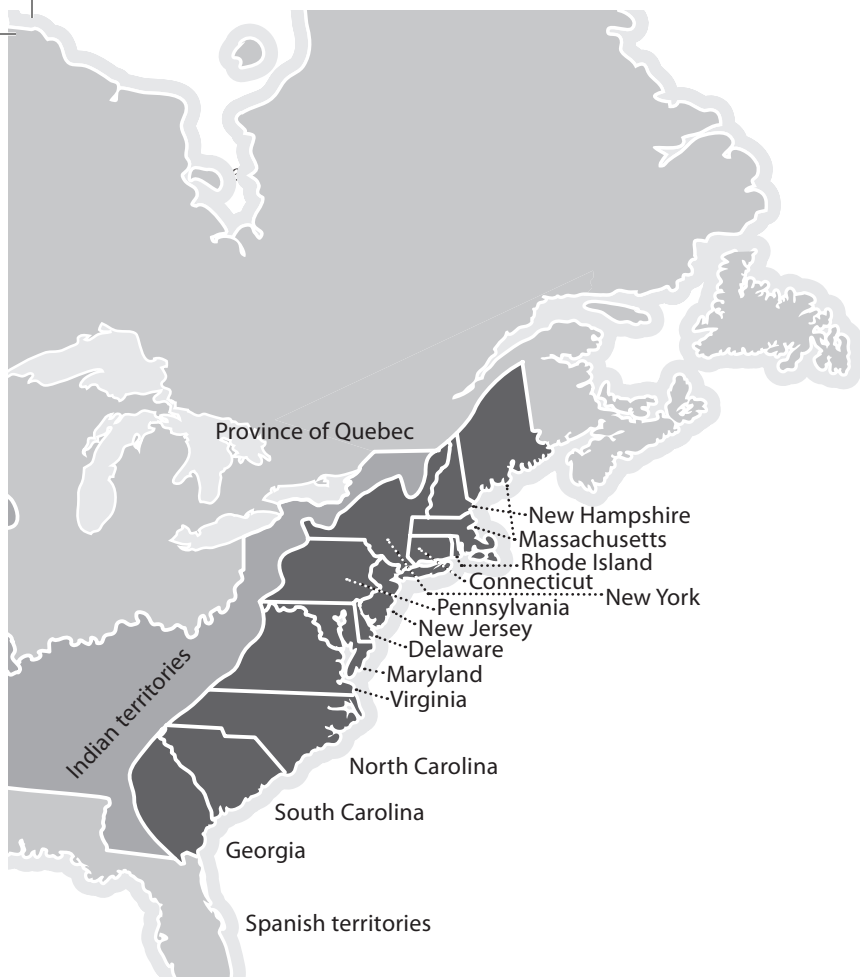 Province of Quebec
New Hampshire
Massachusetts
Rhode Island
Connecticut
New York
Pennsylvania
New Jersey
Delaware
Maryland
Virginia
Indian territories
North Carolina
South Carolina
Georgia
Spanish territories